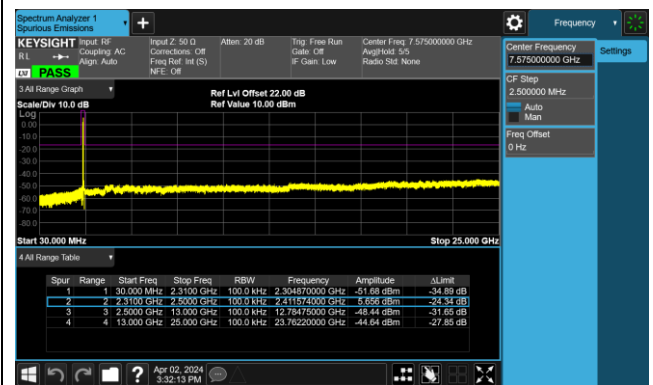 Spectrum Analyzer 1
Spurious Emissions
Frequency
KEYSIGHT Input: RF Input Z: 50 Ω Atten: 20 dB Trig: Free Run Center Freq: 7.575000000 GHz
RL Coupling: AC Corrections: Off Gate: Off Avg|Hold: 5/5
Align: Auto Freq Ref: Int (S) IF Gain: Low Radio Std: None
LXI PASS NFE: Off
Center Frequency
7.575000000 GHz
Settings
CF Step
2.500000 MHz
Auto
Man
Freq Offset
0 Hz
3 All Range Graph
Ref Lvl Offset 22.00 dB
Scale/Div 10.0 dB Ref Value 10.00 dBm
Log
0.00
-10.0
-20.0
-30.0
-40.0
-50.0
-60.0
-70.0
-80.0
Start 30.000 MHz Stop 25.000 GHz
4 All Range Table
Spur Range Start Freq Stop Freq RBW Frequency Amplitude ΔLimit
1 1 30.000 MHz 2.3100 GHz 100.0 kHz 2.304870000 GHz -51.68 dBm -34.89 dB
2 2 2.3100 GHz 2.5000 GHz 100.0 kHz 2.411574000 GHz 5.656 dBm -24.34 dB
3 3 2.5000 GHz 13.000 GHz 100.0 kHz 12.78475000 GHz -48.44 dBm -31.65 dB
4 4 13.000 GHz 25.000 GHz 100.0 kHz 23.76220000 GHz -44.64 dBm -27.85 dB
Apr 02, 2024
3:32:13 PM